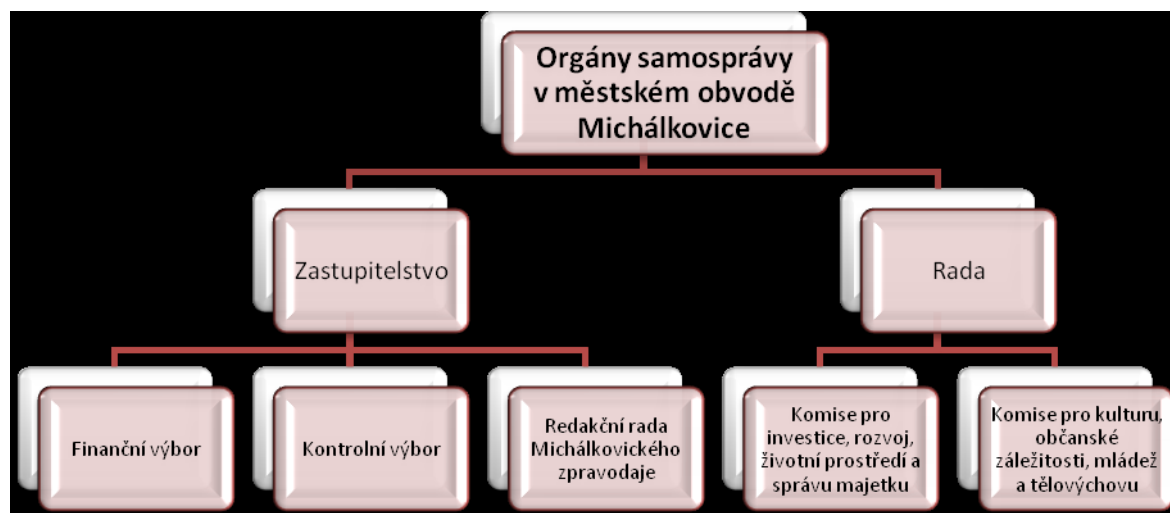 Orgány samosprávy
v městském obvodě
Michálkovice
Zastupitelstvo
Rada
Finanční výbor
Kontrolní výbor
Redakční rada
Michálkovického
zpravodaje
Komise pro
investice, rozvoj,
životní prostředí a
správu majetku
Komise pro kulturu,
občanské
záležitosti, mládež
a tělovýchovu